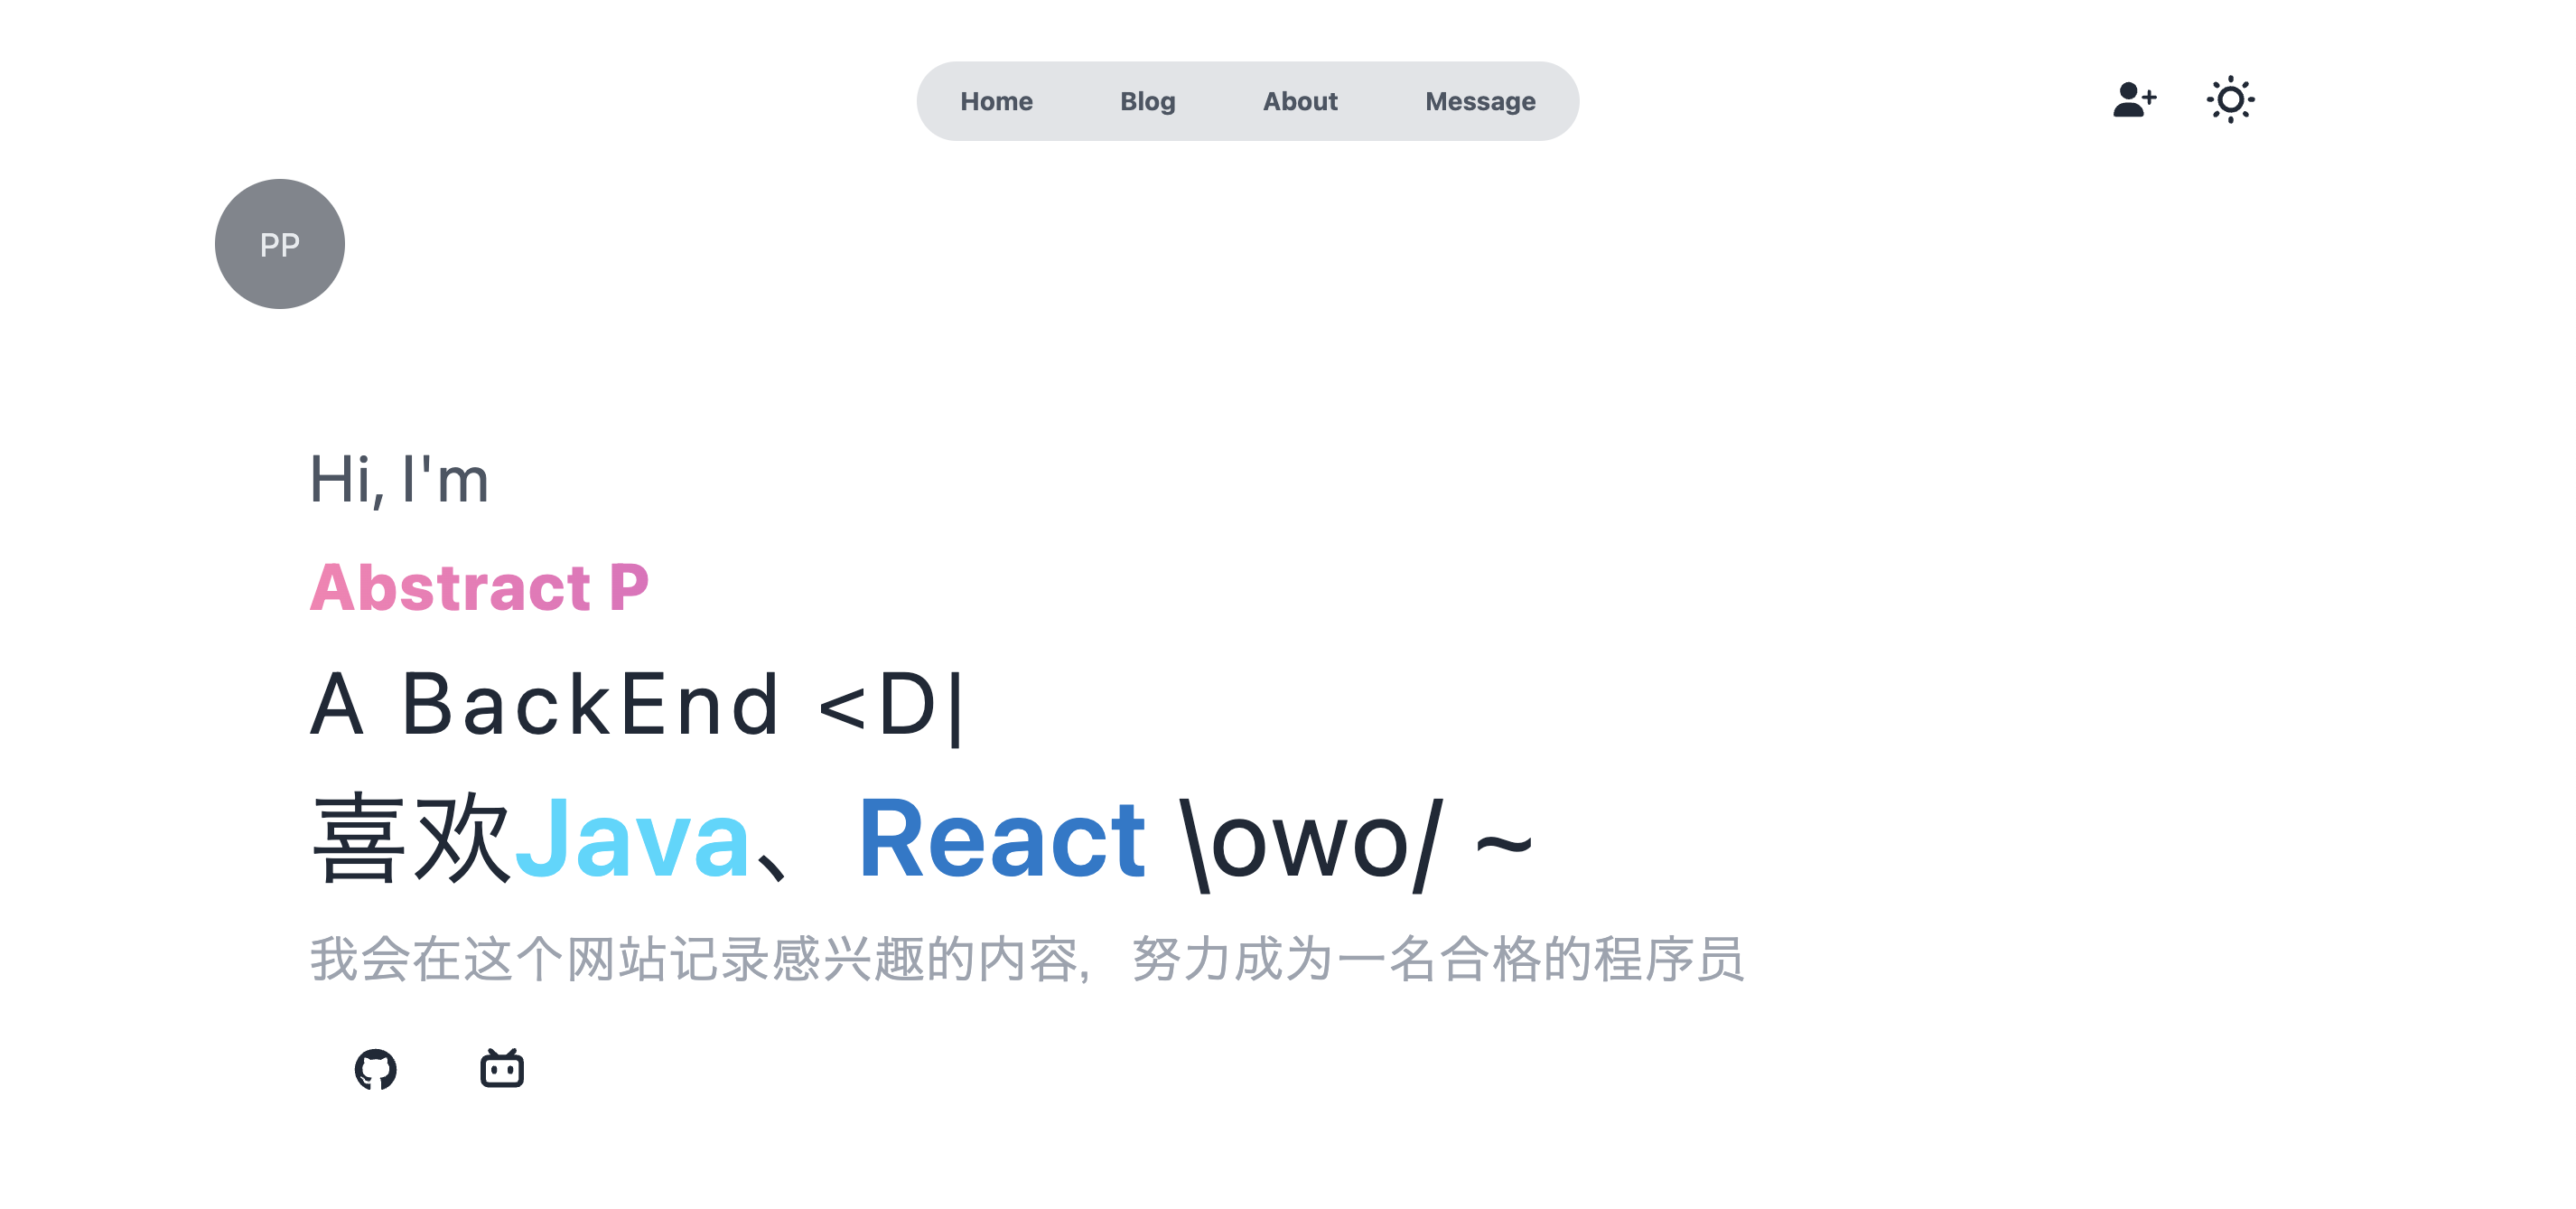 Home Blog About Message
PP
Hi, I'm
Abstract P
A BackEnd <D|
喜欢Java、React \owo/ ~
我会在这个网站记录感兴趣的内容，努力成为一名合格的程序员